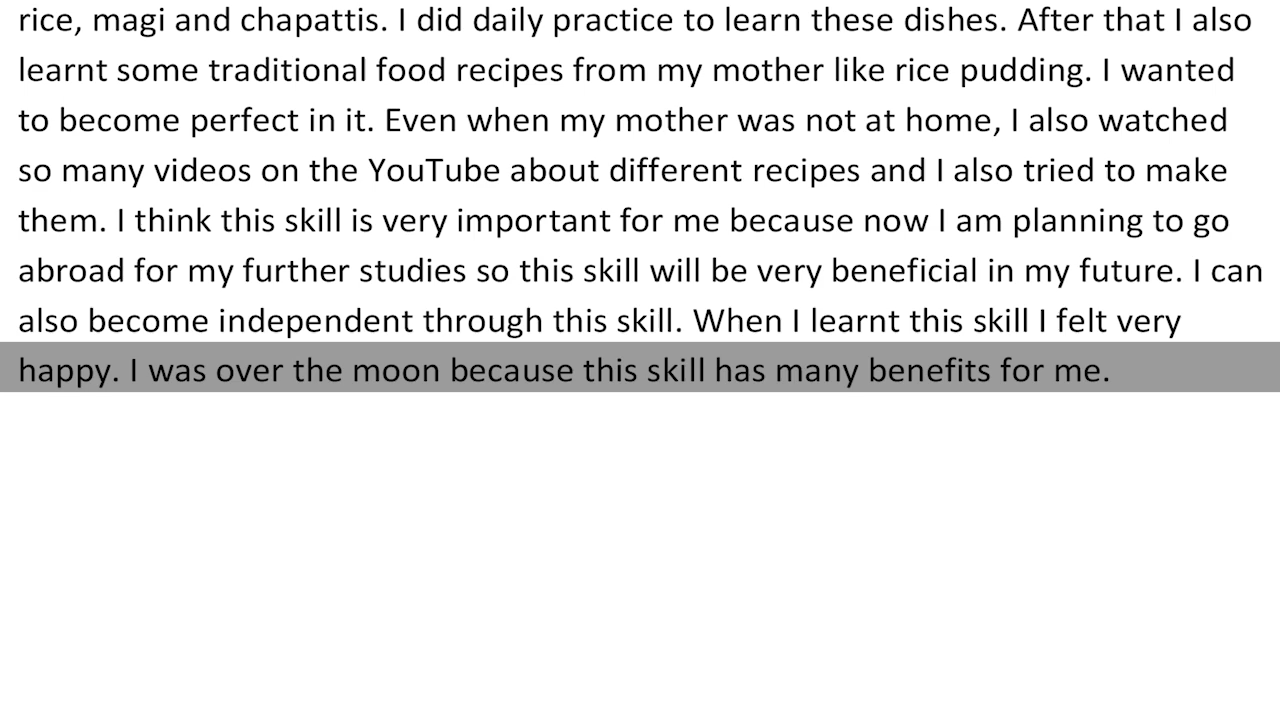 rice, magi and chapattis. I did daily practice to learn these dishes. After that I also
learnt some traditional food recipes from my mother like rice pudding. I wanted
to become perfect in it. Even when my mother was not at home, I also watched
so many videos on the YouTube about different recipes and I also tried to make
them. I think this skill is very important for me because now I am planning to go
abroad for my further studies so this skill will be very beneficial in my future. I can
also become independent through this skill. When I learnt this skill I felt very
happy. I was over the moon because this skill has many benefits for me.